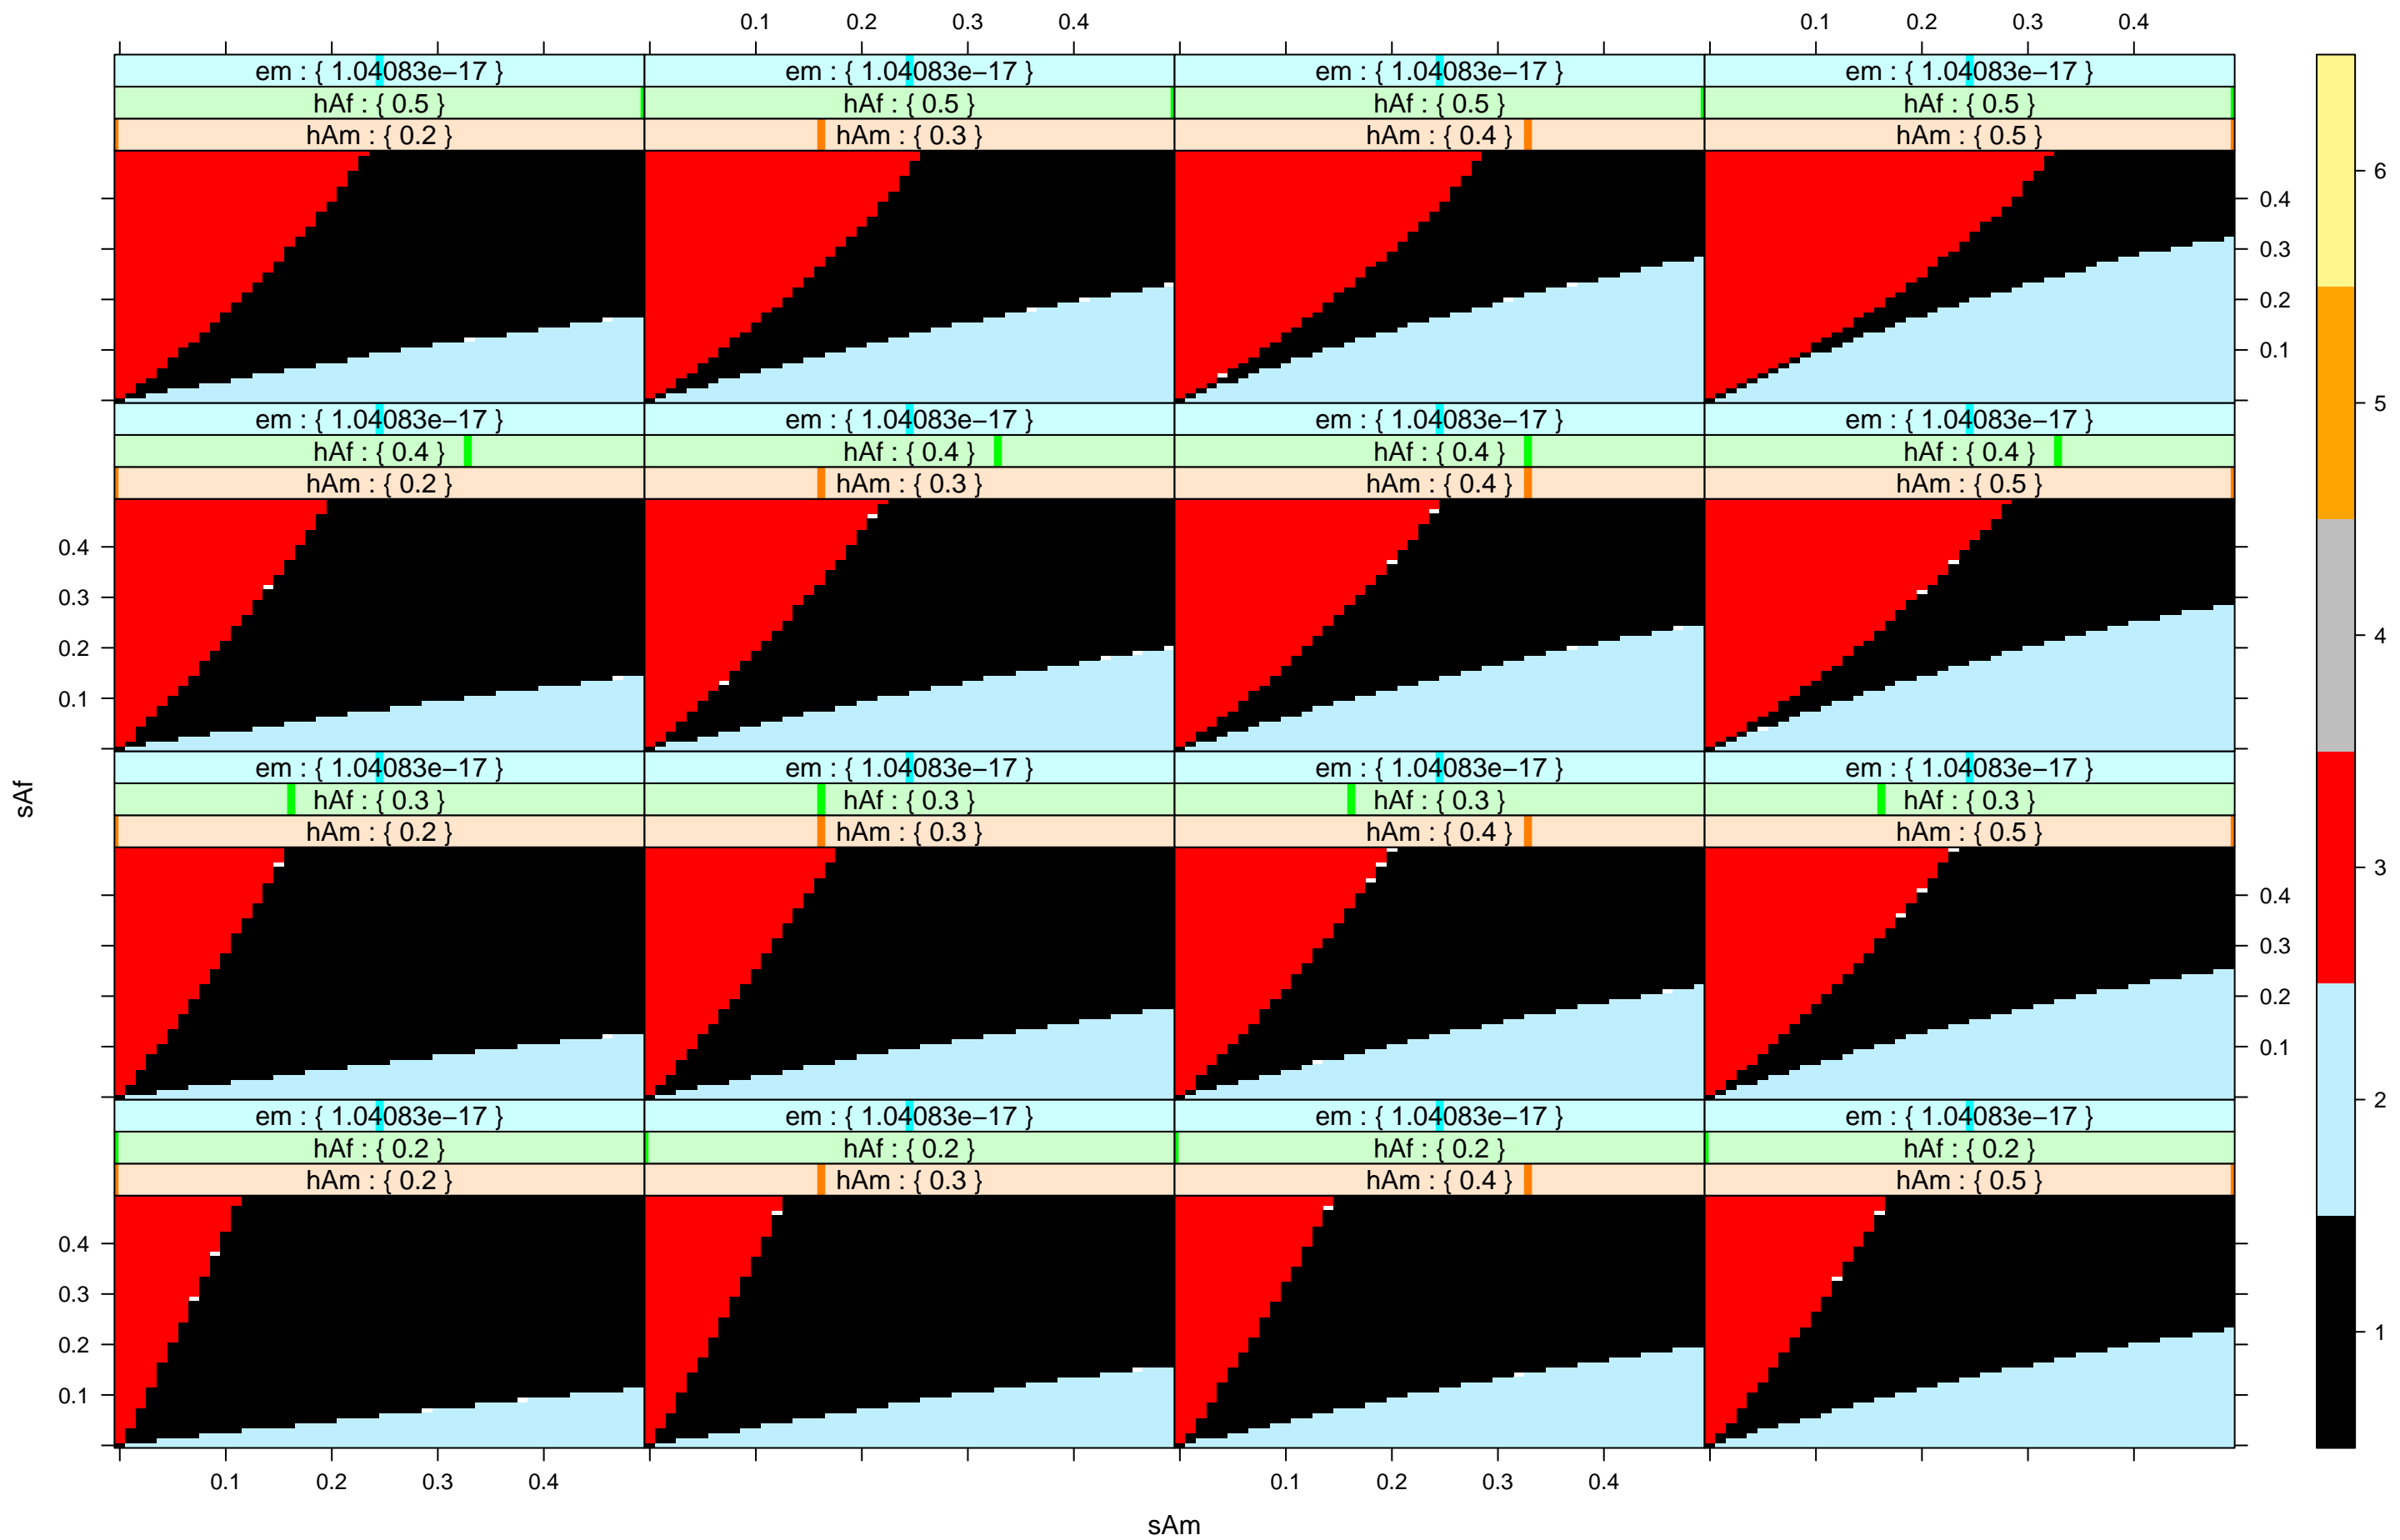 0.1 0.2 0.3 0.4 0.1 0.2 0.3 0.4
em : { 1.04083e−17 } em : { 1.04083e−17 } em : { 1.04083e−17 } em : { 1.04083e−17 }
hAf : { 0.5 } hAf : { 0.5 } hAf : { 0.5 } hAf : { 0.5 }
hAm : { 0.2 } hAm : { 0.3 } hAm : { 0.4 } hAm : { 0.5 }
6
0.4
0.3
0.2
0.1
5
em : { 1.04083e−17 } em : { 1.04083e−17 } em : { 1.04083e−17 } em : { 1.04083e−17 }
hAf : { 0.4 } hAf : { 0.4 } hAf : { 0.4 } hAf : { 0.4 }
hAm : { 0.2 } hAm : { 0.3 } hAm : { 0.4 } hAm : { 0.5 }
0.4
0.3
4
0.2
0.1
em : { 1.04083e−17 } em : { 1.04083e−17 } em : { 1.04083e−17 } em : { 1.04083e−17 }
sAf
hAf : { 0.3 } hAf : { 0.3 } hAf : { 0.3 } hAf : { 0.3 }
hAm : { 0.2 } hAm : { 0.3 } hAm : { 0.4 } hAm : { 0.5 }
3
0.4
0.3
0.2
0.1
2
em : { 1.04083e−17 } em : { 1.04083e−17 } em : { 1.04083e−17 } em : { 1.04083e−17 }
hAf : { 0.2 } hAf : { 0.2 } hAf : { 0.2 } hAf : { 0.2 }
hAm : { 0.2 } hAm : { 0.3 } hAm : { 0.4 } hAm : { 0.5 }
0.4
0.3
1
0.2
0.1
0.1 0.2 0.3 0.4 0.1 0.2 0.3 0.4
sAm